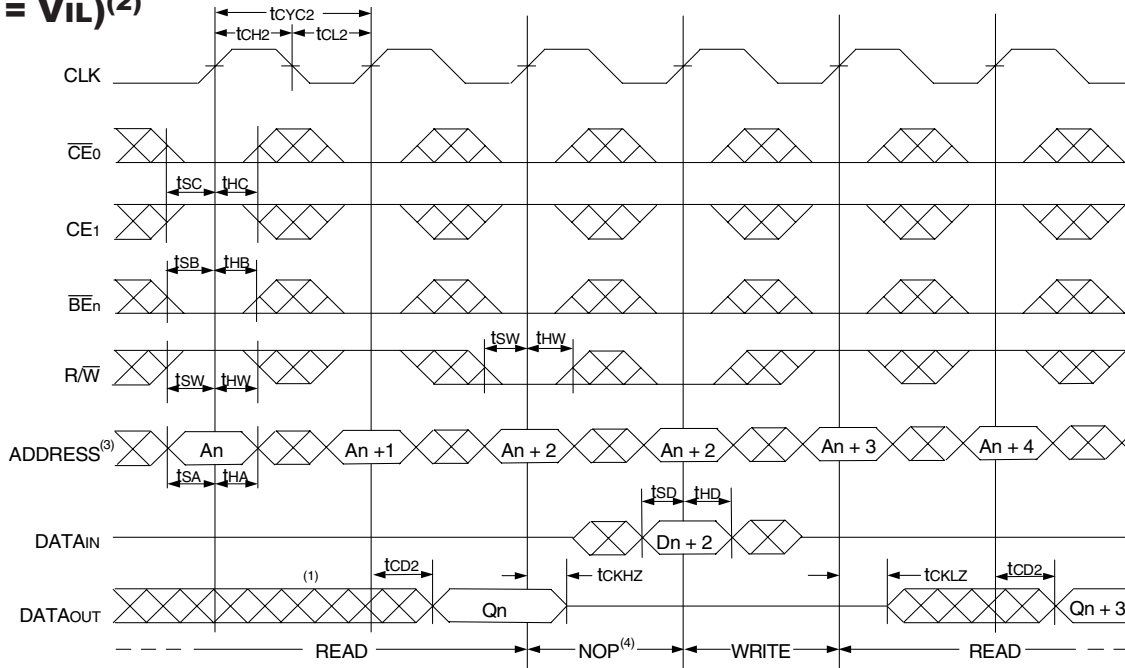 = VIL)(2)
tCYC2
tCH2 tCL2
CLK
CE0
tSC tHC
CE1
tSB tHB
BEn
tSW tHW
R/W
tSW tHW
ADDRESS(3) An An +1 An + 2 An + 2 An + 3 An + 4
tSA tHA
tSD tHD
DATAIN Dn + 2
(1) tCD2 tCKHZ tCKLZ tCD2
DATAOUT Qn Qn + 3
READ NOP(4) WRITE READ